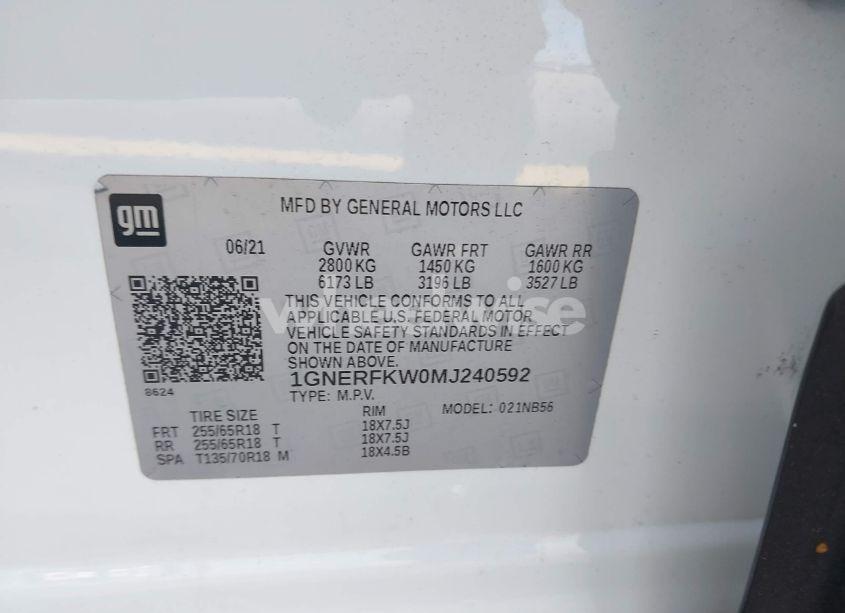 gm
MFD BY GENERAL MOTORS LLC
06/21 GVWR GAWR FRT GAWR RR
2800 KG 1450 KG 1600 KG
6173 LB 3196 LB 3527 LB
THIS VEHICLE CONFORMS TO ALL
APPLICABLE U.S. FEDERAL MOTOR
VEHICLE SAFETY STANDARDS IN EFFECT
ON THE DATE OF MANUFACTURE
SHOWN ABOVE.
8624
1GNERFKW0MJ240592
TYPE: M.P.V.
MODEL: 021NB56
TIRE SIZE RIM
FRT 255/65R18 T 18X7.5J
RR 255/65R18 T 18X7.5J
SPA T135/70R18 M 18X4.5B